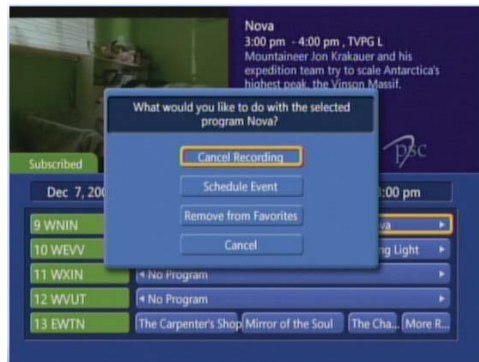 Nova
3:00 pm - 4:00 pm , TVPG L
Mountaineer Jon Krakauer and his
expedition team try to scale Antarctica's
highest peak, the Vinson Massif.
What would you like to do with the selected
program Nova?
Cancel Recording
Schedule Event
Remove from Favorites
Cancel
psc
Subscribed
Dec 7, 200
:00 pm
9 WNIN
va
10 WEVV
ng Light
11 WXIN
No Program
12 WVUT
No Program
13 EWTN
The Carpenter's Shop
Mirror of the Soul
The Cha...
More R...